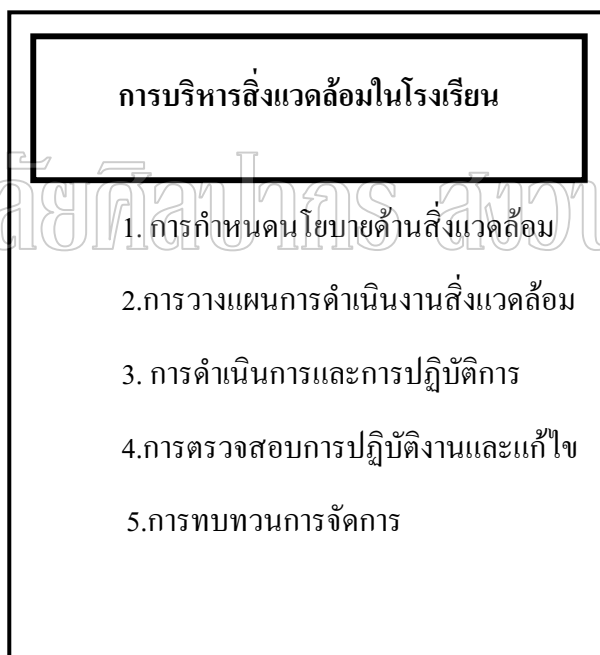 การบริหารสิ่งแวดล้อมในโรงเรียน
ลัยศิลปากร สงวน
1. การกำหนดนโยบายด้านสิ่งแวดล้อม
2.การวางแผนการดำเนินงานสิ่งแวดล้อม
3. การดำเนินการและการปฏิบัติการ
4.การตรวจสอบการปฏิบัติงานและแก้ไข
5.การทบทวนการจัดการ